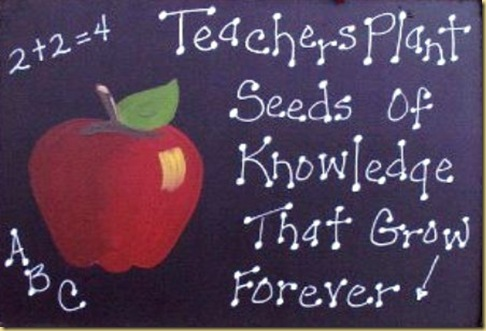 2+2=4
Teachers Plant
Seeds Of
Knowledge
That Grow
Forever!
A
B
C